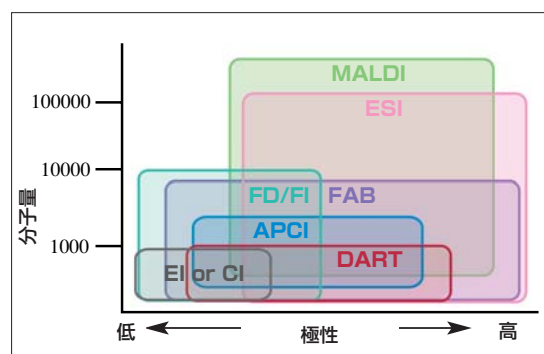 MALDI
100000
ESI
10000
FD/FI FAB
分子量
APCI
1000
DART
EI or CI
低 極性 高